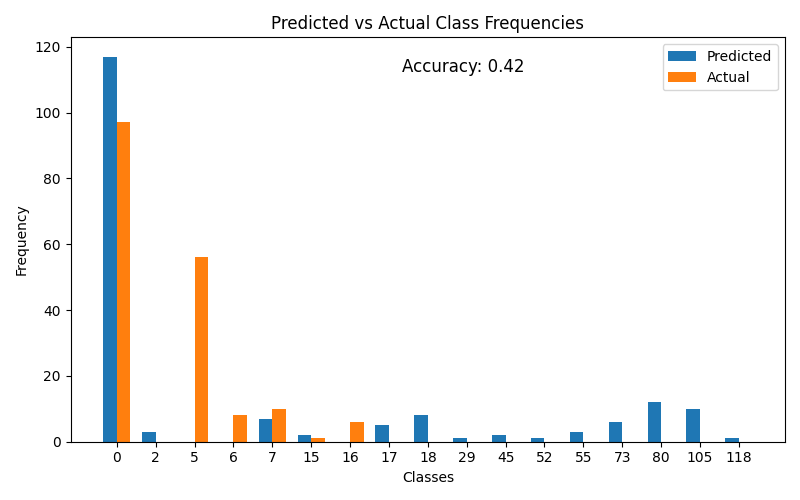 Predicted vs Actual Class Frequencies
Accuracy: 0.42
Predicted
Actual
Frequency
120
100
80
60
40
20
0
0 2 5 6 7 15 16 17 18 29 45 52 55 73 80 105 118
Classes